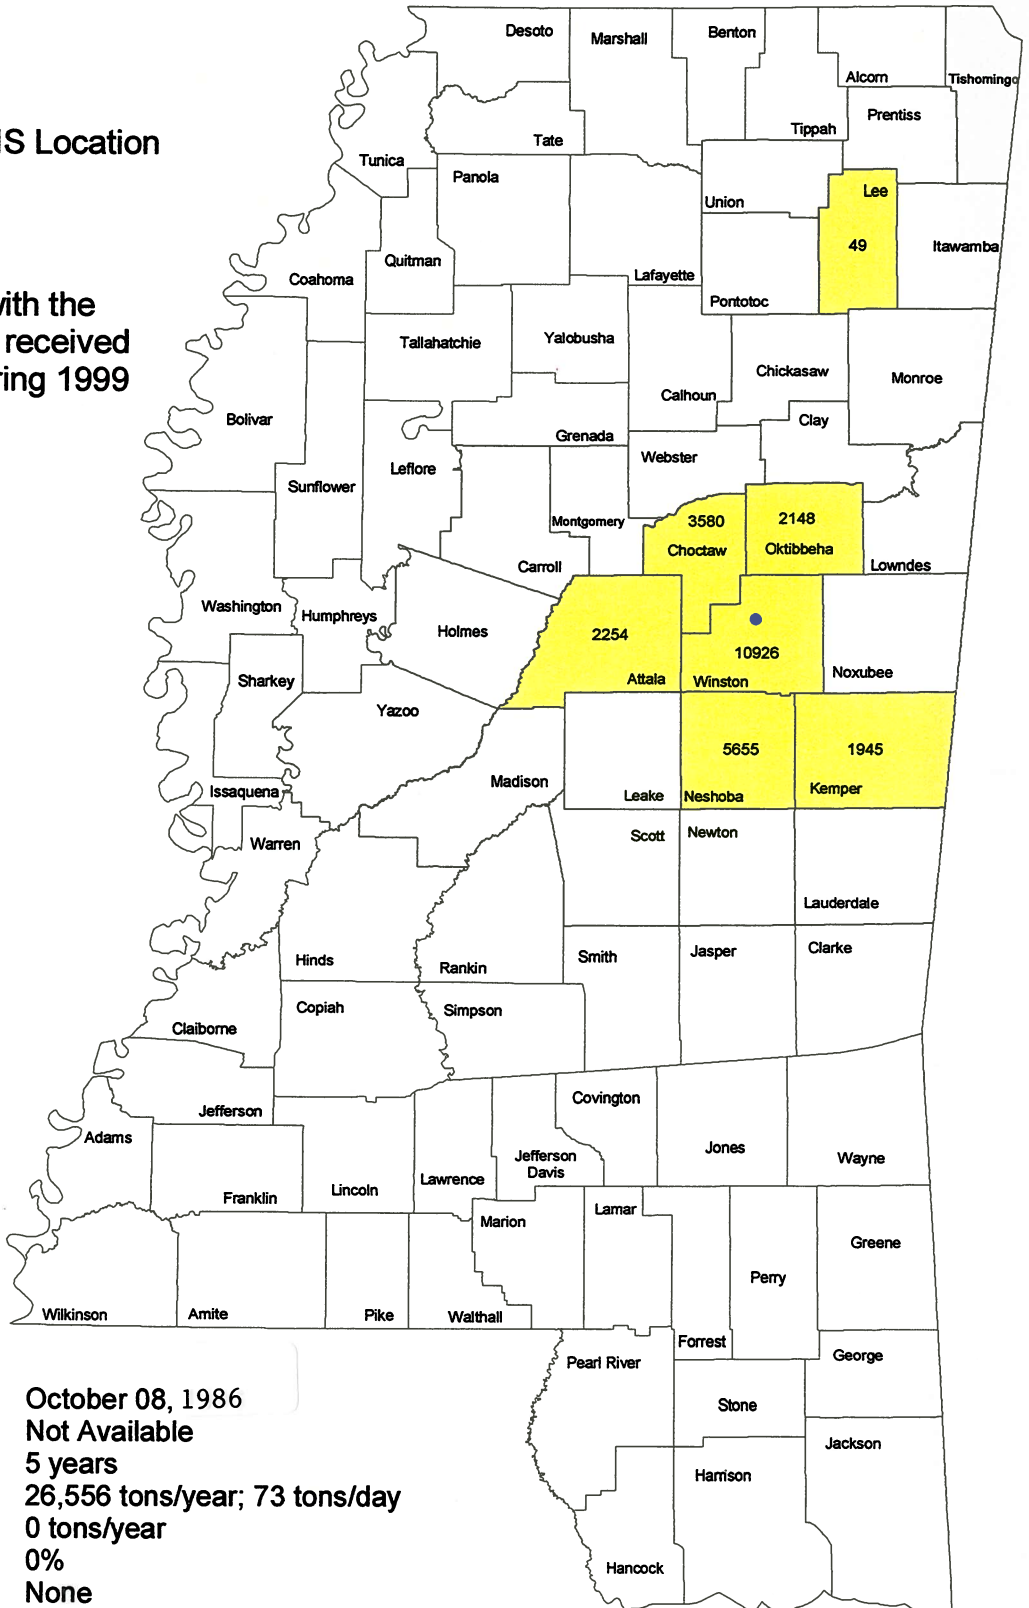 Desoto
Marshall
Benton
Alcorn
Tishomingo
Prentiss
Tippah
Tate
IS Location
Tunica
Panola
Union
Lee
49
Itawamba
Quitman
Coahoma
Lafayette
Pontotoc
with the
received
ring 1999
Tallahatchie
Yalobusha
Chickasaw
Monroe
Calhoun
Bolivar
Clay
Grenada
Webster
Leflore
Sunflower
Montgomery
3580
Choctaw
2148
Oktibbeha
Carroll
Lowndes
Washington
Humphreys
Holmes
2254
Attala
10926
Winston
Noxubee
Sharkey
Yazoo
5655
Neshoba
1945
Kemper
Madison
Issaquena
Leake
Warren
Scott
Newton
Lauderdale
Hinds
Rankin
Smith
Jasper
Clarke
Copiah
Simpson
Claiborne
Jefferson
Covington
Adams
Jones
Jefferson
Davis
Wayne
Lawrence
Lincoln
Franklin
Marion
Lamar
Greene
Perry
Wilkinson
Amite
Pike
Walthall
Forrest
George
Pearl River
Stone
Jackson
Harrison
Hancock
October 08, 1986
Not Available
5 years
26,556 tons/year; 73 tons/day
0 tons/year
0%
None